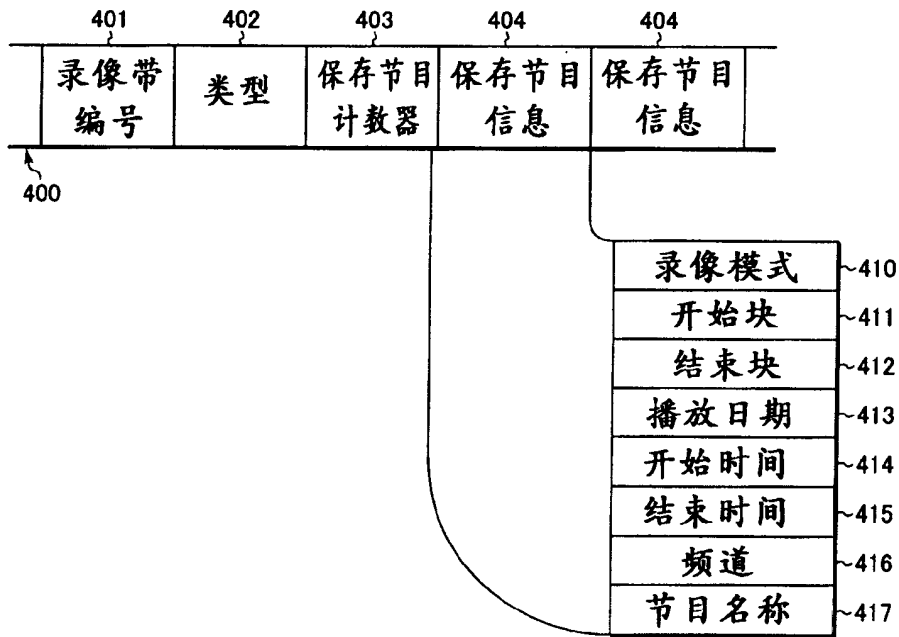 401 402 403 404 404
录像带 类型 保存节目 保存节目 保存节目
编号 计数器 信息 信息
400
录像模式 410
开始块 411
结束块 412
播放日期 413
开始时间 414
结束时间 415
频道 416
节目名称 417